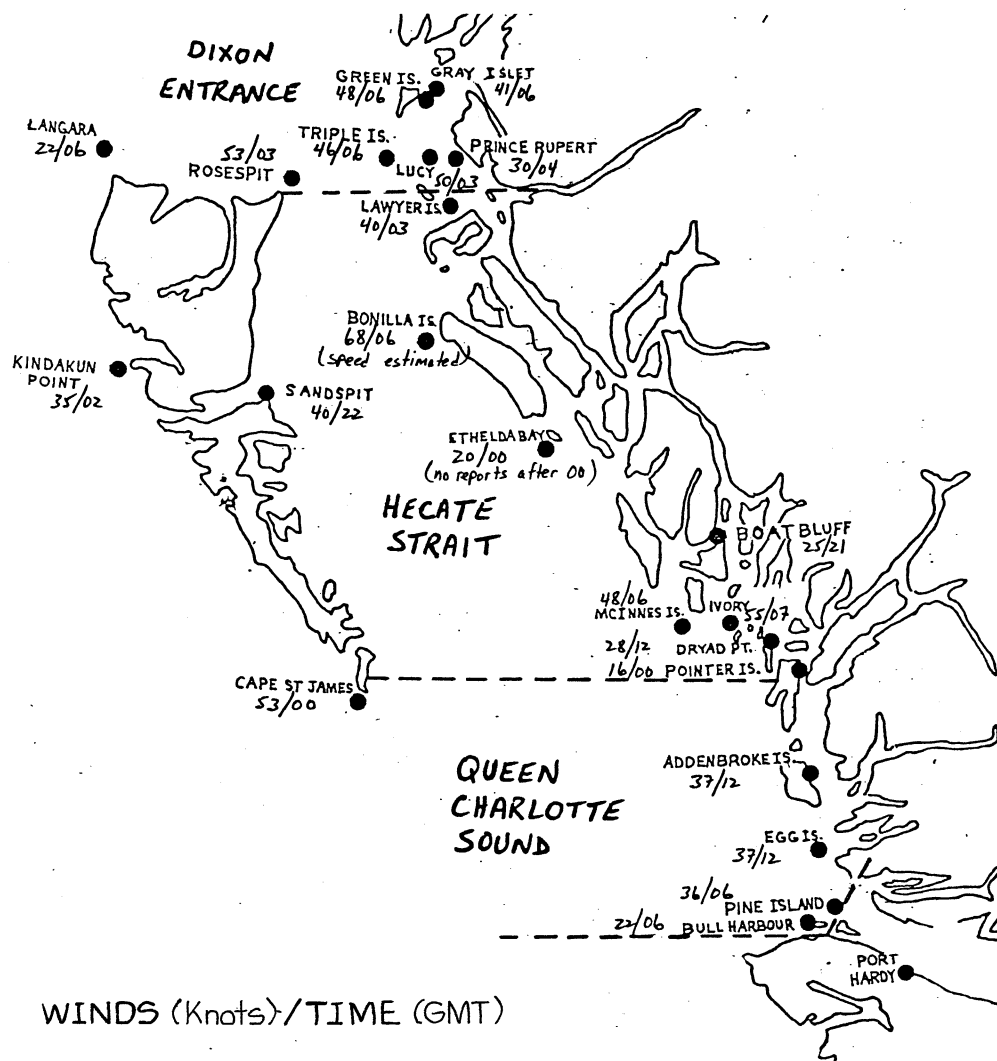 DIXON
ENTRANCE
GREEN IS.
48/06
GRAY ISLET
41/06
LANGARA
22/06
53/03
ROSESPIT
TRIPLE IS.
46/06
LUCY
50/03
PRINCE RUPERT
30/04
LAWYER IS.
40/03
BONILLA IS.
68/06
(speed estimated)
KINDAKUN
POINT
35/02
SANDSPIT
40/22
ETHELDA BAY
20/00
(no reports after 00)
HECATE
STRAIT
BOAT BLUFF
25/21
48/06
MCINNES IS.
IVORY
55/07
28/12
DRYAD PT.
16/00 POINTER IS.
CAPE ST JAMES
53/00
QUEEN
CHARLOTTE
SOUND
ADDENBROKE IS.
37/12
EGG IS.
37/12
36/06
PINE ISLAND
22/06
BULL HARBOUR
PORT
HARDY
WINDS (Knots)/TIME (GMT)